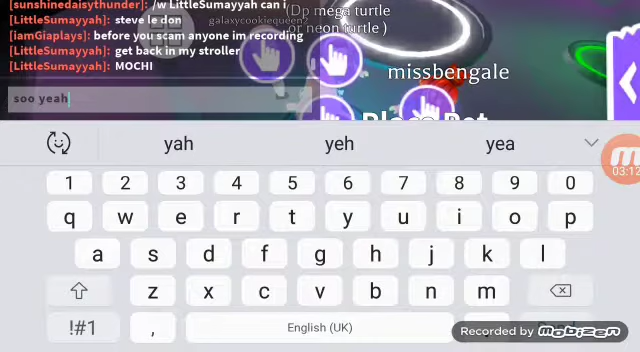 [sunshinedaisythunder]: /w LittleSumayyah can i
[LittleSumayyah]: steve le don
[iamGiaplays]: before you scam anyone im recording
[LittleSumayyah]: get back in my stroller
[LittleSumayyah]: MOCHI
galaxycookiequeen2
(Dp mega turtle
or neon turtle )
missbengale
soo yeah
yah yeh yea
03:12
1 2 3 4 5 6 7 8 9 0
q w e r t y u i o p
a s d f g h j k l
z x c v b n m
!#1 , English (UK)
Recorded by mobizen